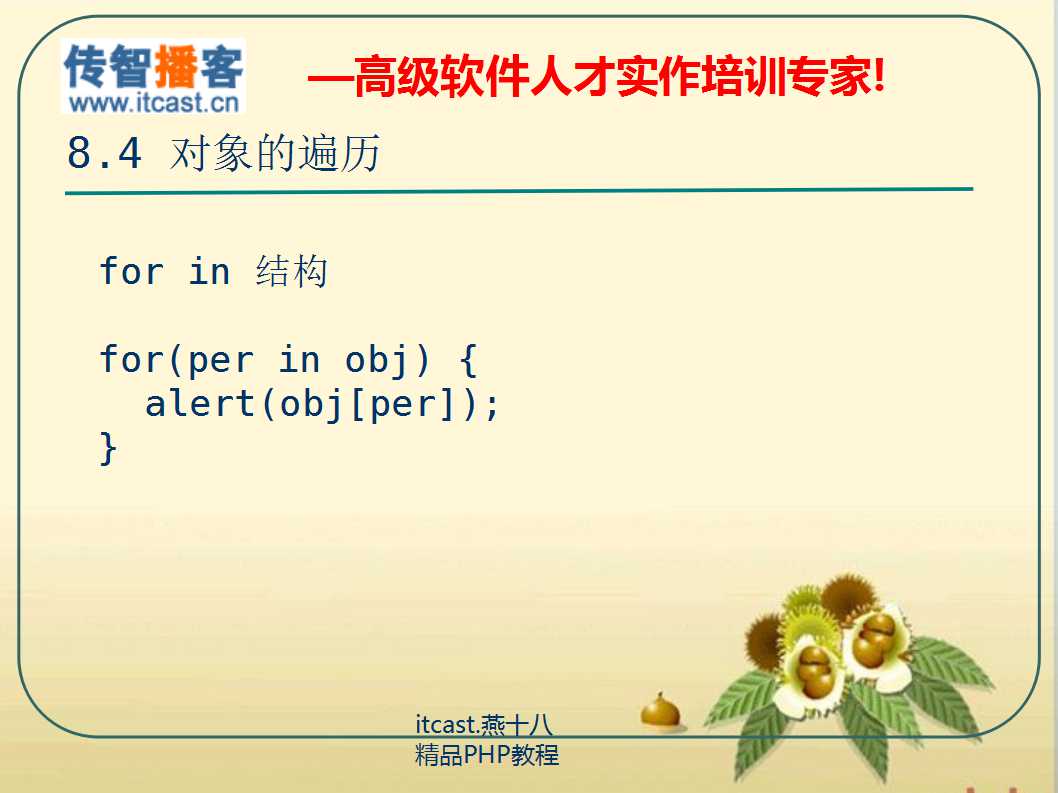 传智播客
www.itcast.cn
—高级软件人才实作培训专家!
8.4 对象的遍历
for in 结构
for(per in obj) {
  alert(obj[per]);
}
itcast.燕十八
精品PHP教程